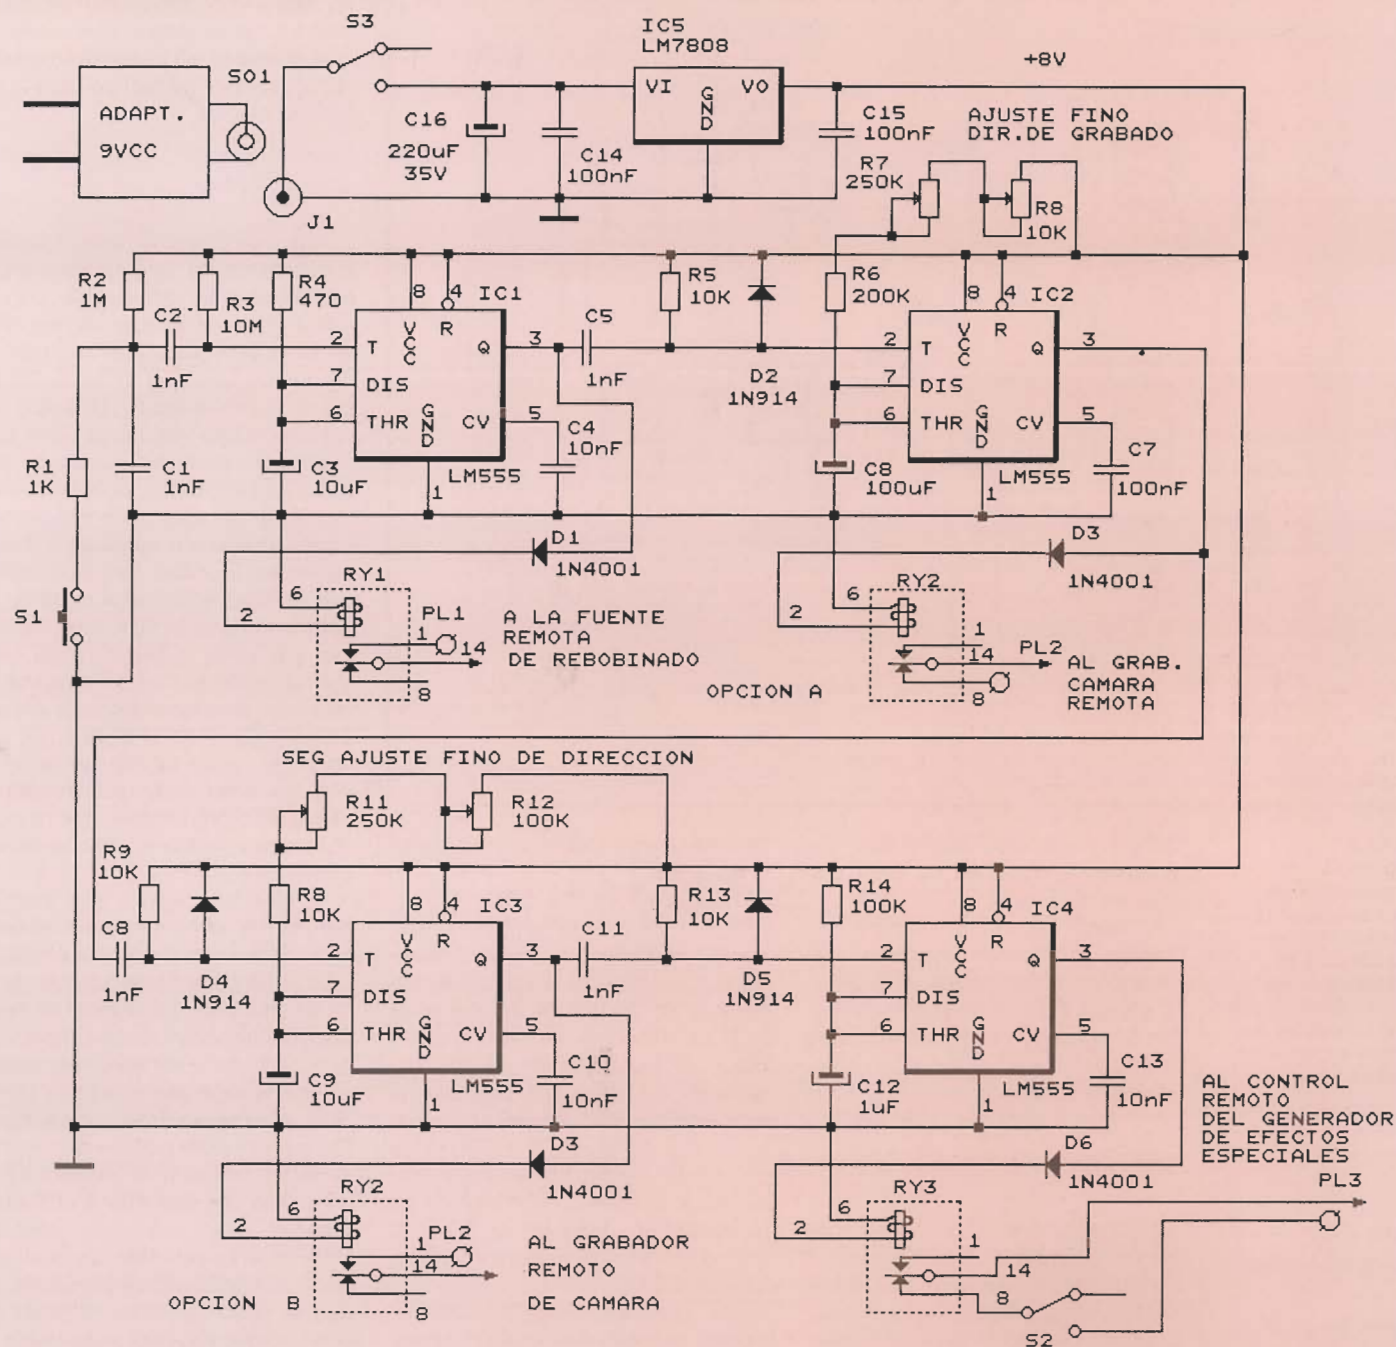 S3
IC5
LM7808
+8V
SO1
ADAPT.
9VCC
VI
GND
VO
C16
220uF
35V
C14
100nF
C15
100nF
AJUSTE FINO
DIR.DE GRABADO
R7
250K
R8
10K
J1
R2
1M
C2
1nF
R3
10M
R4
470
8
4
IC1
VCC
R
2
T
Q
3
7
DIS
6
THR
GND
CV
5
LM555
1
C5
1nF
R5
10K
D2
1N914
R6
200K
8
4
IC2
VCC
R
2
T
Q
3
7
DIS
6
THR
GND
CV
5
LM555
1
R1
1K
C1
1nF
C3
10uF
C4
10nF
C8
100uF
C7
100nF
D1
1N4001
D3
1N4001
S1
RY1
6
2
PL1
1
14
8
A LA FUENTE
REMOTA
DE REBOBINADO
RY2
6
2
1
14
8
PL2
AL GRAB.
CAMARA
REMOTA
OPCION A
SEG AJUSTE FINO DE DIRECCION
R11
250K
R12
100K
R9
10K
C8
1nF
D4
1N914
R8
10K
8
4
IC3
VCC
R
2
T
Q
3
7
DIS
6
THR
GND
CV
5
LM555
1
C11
1nF
R13
10K
D5
1N914
R14
100K
8
4
IC4
VCC
R
2
T
Q
3
7
DIS
6
THR
GND
CV
5
LM555
1
C9
10uF
C10
10nF
C12
1uF
C13
10nF
AL CONTROL
REMOTO
DEL GENERADOR
DE EFECTOS
ESPECIALES
D3
1N4001
D6
1N4001
PL3
RY2
6
2
PL2
1
14
8
AL GRABADOR
REMOTO
DE CAMARA
OPCION B
RY3
6
2
1
14
8
S2